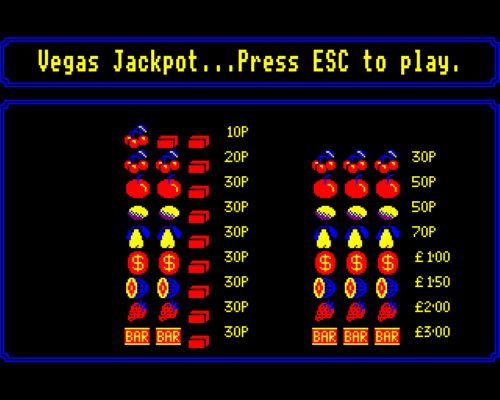 Vegas Jackpot...Press ESC to play.
10P
20P 30P
30P 50P
30P 50P
30P 70P
30P £1·00
30P £1·50
30P £2·00
BAR BAR 30P BAR BAR BAR £3·00